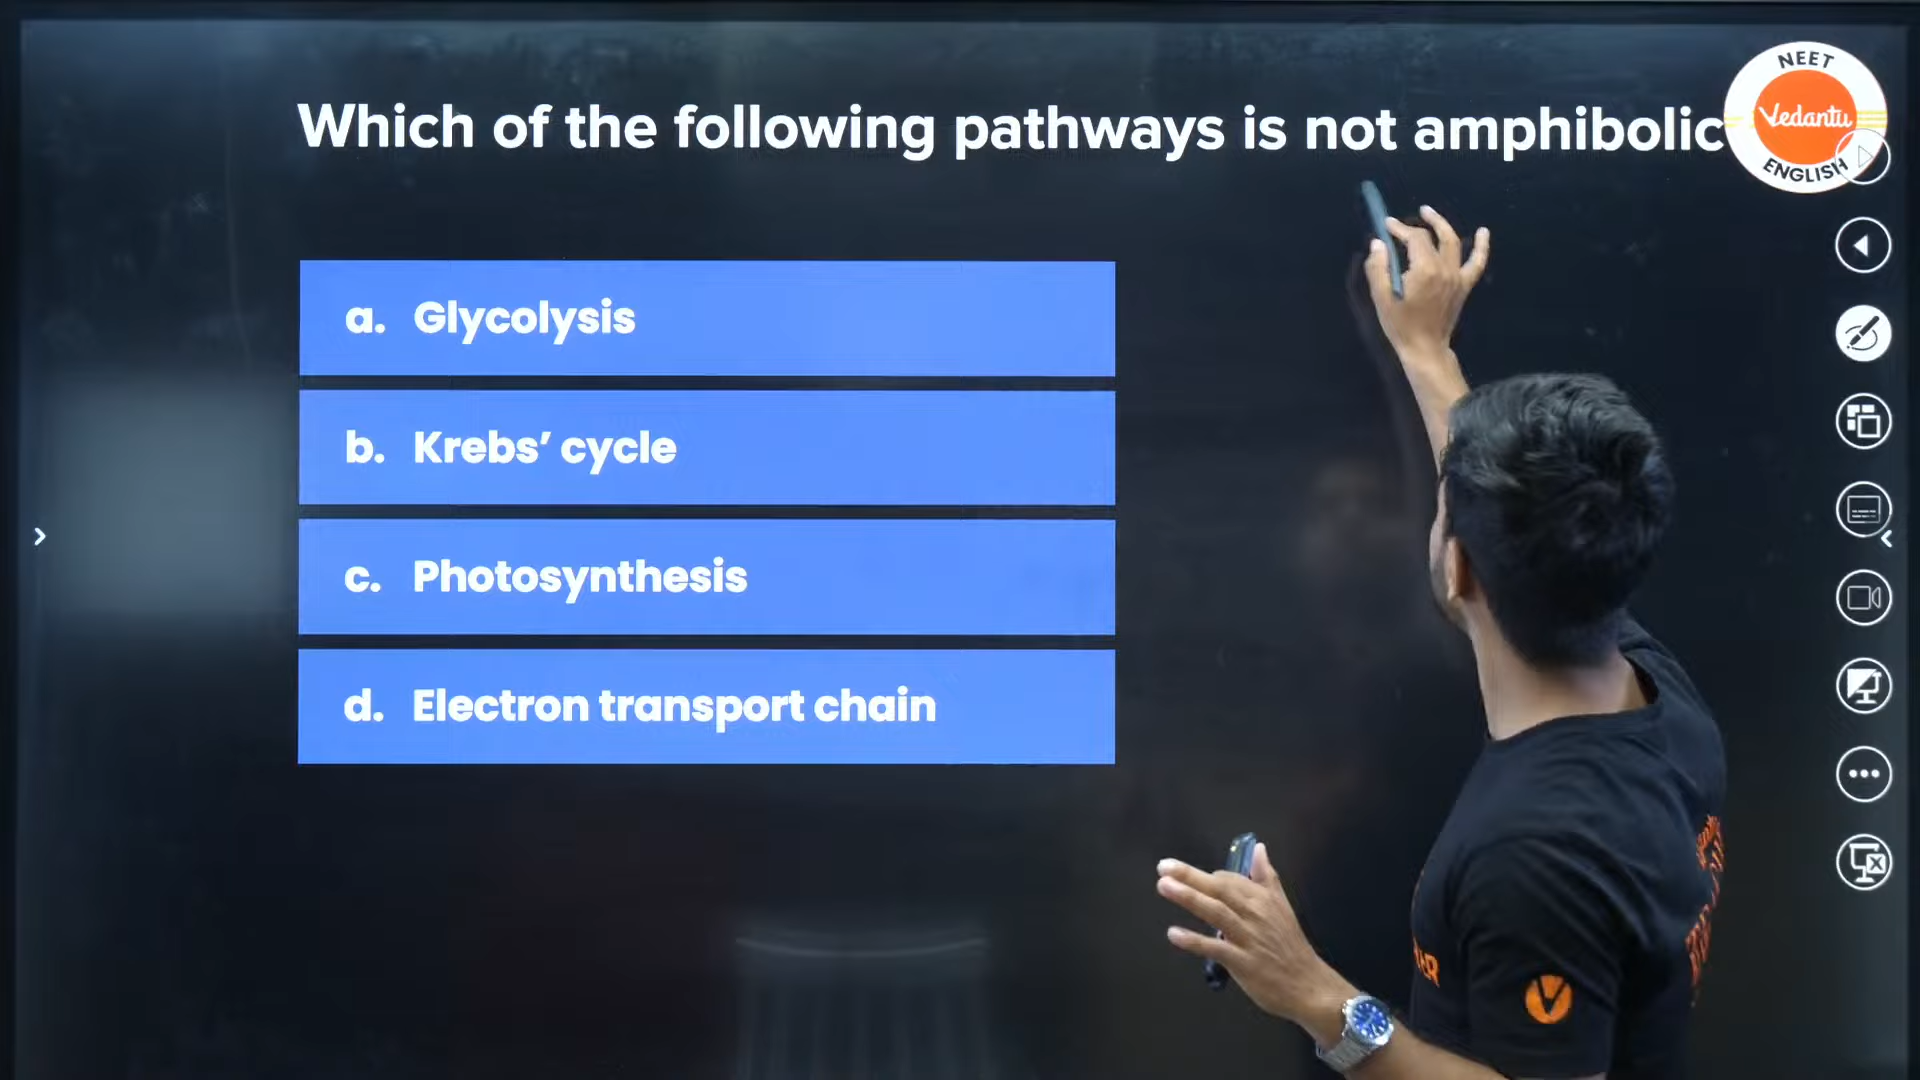 Which of the following pathways is not amphibolic
NEET
Vedantu
ENGLISH
a. Glycolysis
b. Krebs’ cycle
c. Photosynthesis
d. Electron transport chain
V